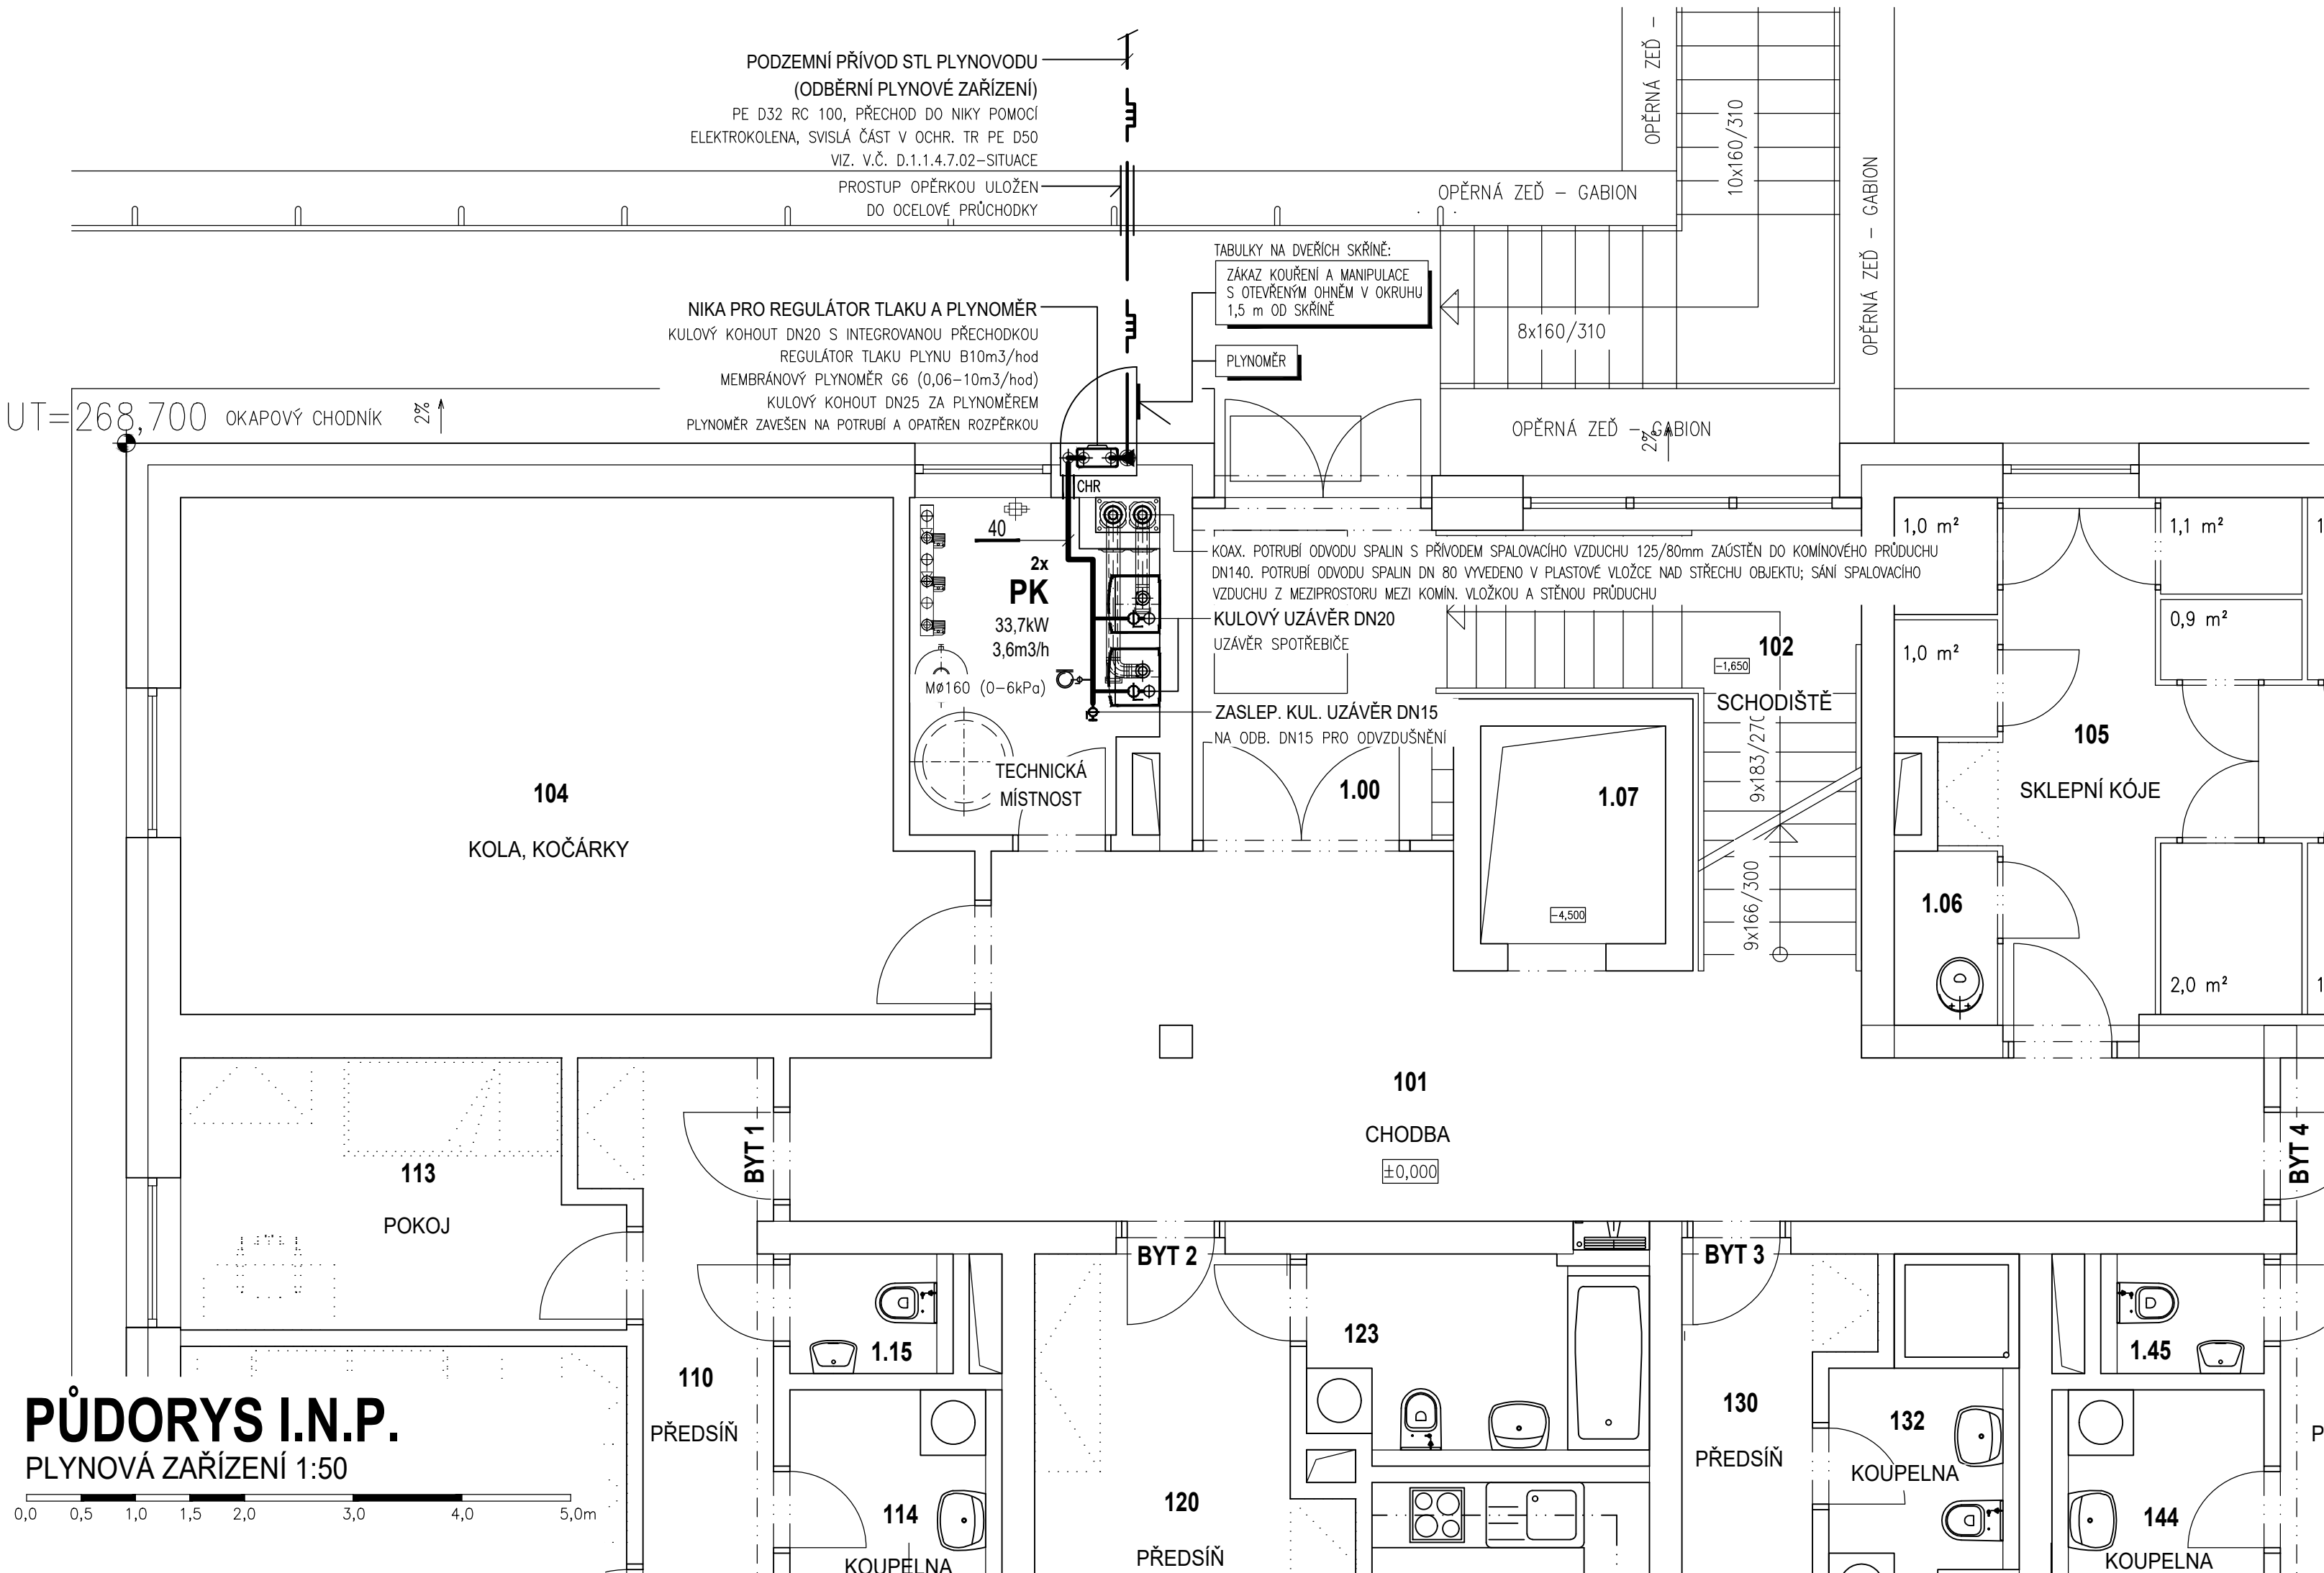 PODZEMNÍ PŘÍVOD STL PLYNOVODU
(ODBĚRNÍ PLYNOVÉ ZAŘÍZENÍ)
PE D32 RC 100, PŘECHOD DO NIKY POMOCÍ
ELEKTROKOLENA, SVISLÁ ČÁST V OCHR. TR PE D50
VIZ. V.Č. D.1.1.4.7.02-SITUACE
PROSTUP OPĚRKOU ULOŽEN
DO OCELOVÉ PRŮCHODKY
OPĚRNÁ ZEĎ -
10x160/310
OPĚRNÁ ZEĎ - GABION
OPĚRNÁ ZEĎ - GABION
TABULKY NA DVEŘÍCH SKŘÍNĚ:
ZÁKAZ KOUŘENÍ A MANIPULACE
S OTEVŘENÝM OHNĚM V OKRUHU
1,5 m OD SKŘÍNĚ
PLYNOMĚR
8x160/310
NIKA PRO REGULÁTOR TLAKU A PLYNOMĚR
KULOVÝ KOHOUT DN20 S INTEGROVANOU PŘECHODKOU
REGULÁTOR TLAKU PLYNU B10m3/hod
MEMBRÁNOVÝ PLYNOMĚR G6 (0,06-10m3/hod)
KULOVÝ KOHOUT DN25 ZA PLYNOMĚREM
PLYNOMĚR ZAVĚŠEN NA POTRUBÍ A OPATŘEN ROZPĚRKOU
UT=268,700 OKAPOVÝ CHODNÍK 2%
OPĚRNÁ ZEĎ - GABION
2%
CHR
40
2x
PK
33,7kW
3,6m3/h
Mø160 (0-6kPa)
KOAX. POTRUBÍ ODVODU SPALIN S PŘÍVODEM SPALOVACÍHO VZDUCHU 125/80mm ZAÚSTĚN DO KOMÍNOVÉHO PRŮDUCHU
DN140. POTRUBÍ ODVODU SPALIN DN 80 VYVEDENO V PLASTOVÉ VLOŽCE NAD STŘECHU OBJEKTU; SÁNÍ SPALOVACÍHO
VZDUCHU Z MEZIPROSTORU MEZI KOMÍN. VLOŽKOU A STĚNOU PRŮDUCHU
KULOVÝ UZÁVĚR DN20
UZÁVĚR SPOTŘEBIČE
ZASLEP. KUL. UZÁVĚR DN15
NA ODB. DN15 PRO ODVZDUŠNĚNÍ
TECHNICKÁ
MÍSTNOST
104
KOLA, KOČÁRKY
1.00
1.07
-4,500
102
-1,650
SCHODIŠTĚ
9x183/270
9x166/300
1,0 m²
1,1 m²
1
0,9 m²
1,0 m²
105
SKLEPNÍ KÓJE
1.06
2,0 m²
1
101
CHODBA
±0,000
113
POKOJ
BYT 1
BYT 2
BYT 3
BYT 4
1.15
123
1.45
110
PŘEDSÍŇ
130
PŘEDSÍŇ
132
KOUPELNA
P
114
KOUPELNA
120
PŘEDSÍŇ
144
KOUPELNA
PŮDORYS I.N.P.
PLYNOVÁ ZAŘÍZENÍ 1:50
0,0 0,5 1,0 1,5 2,0 3,0 4,0 5,0m